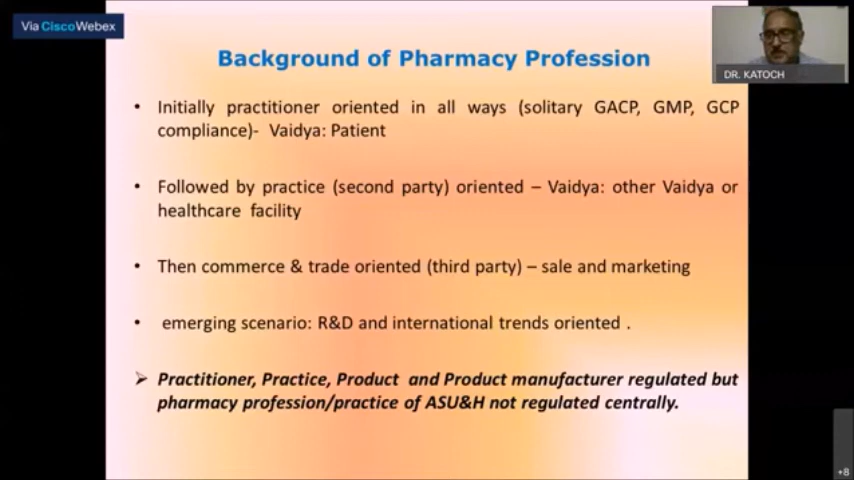 Via CiscoWebex
Background of Pharmacy Profession
DR. KATOCH
• Initially practitioner oriented in all ways (solitary GACP, GMP, GCP
compliance)- Vaidya: Patient
• Followed by practice (second party) oriented – Vaidya: other Vaidya or
healthcare facility
• Then commerce & trade oriented (third party) – sale and marketing
• emerging scenario: R&D and international trends oriented .
➢ Practitioner, Practice, Product and Product manufacturer regulated but
pharmacy profession/practice of ASU&H not regulated centrally.
+8